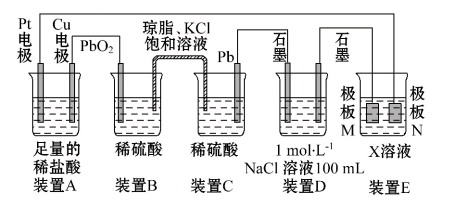 Pt
电
极
Cu
电
极
PbO₂
琼脂、KCl
饱和溶液
Pb
石
墨
石
墨
极
板
M
极
板
N
足量的
稀盐酸
装置A
稀硫酸
装置B
稀硫酸
装置C
1 mol·L⁻¹
NaCl 溶液100 mL
装置D
X溶液
装置E